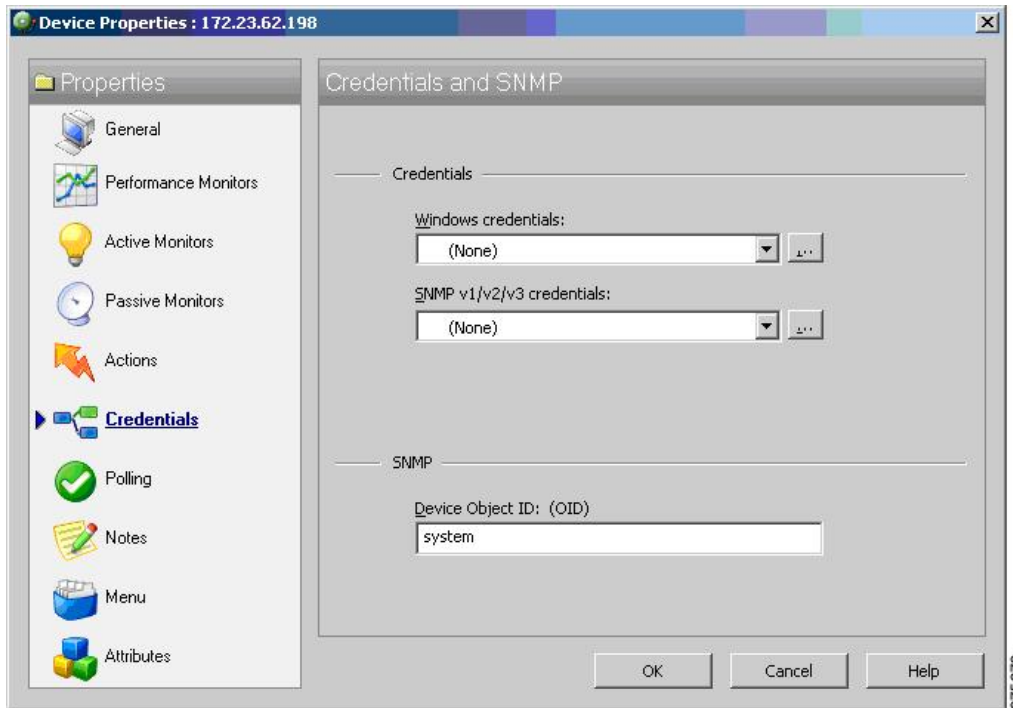 Device Properties : 172.23.62.198
Properties
General
Performance Monitors
Active Monitors
Passive Monitors
Actions
Credentials
Polling
Notes
Menu
Attributes
Credentials and SNMP
Credentials
Windows credentials:
(None)
...
SNMP v1/v2/v3 credentials:
(None)
...
SNMP
Device Object ID: (OID)
system
OK
Cancel
Help